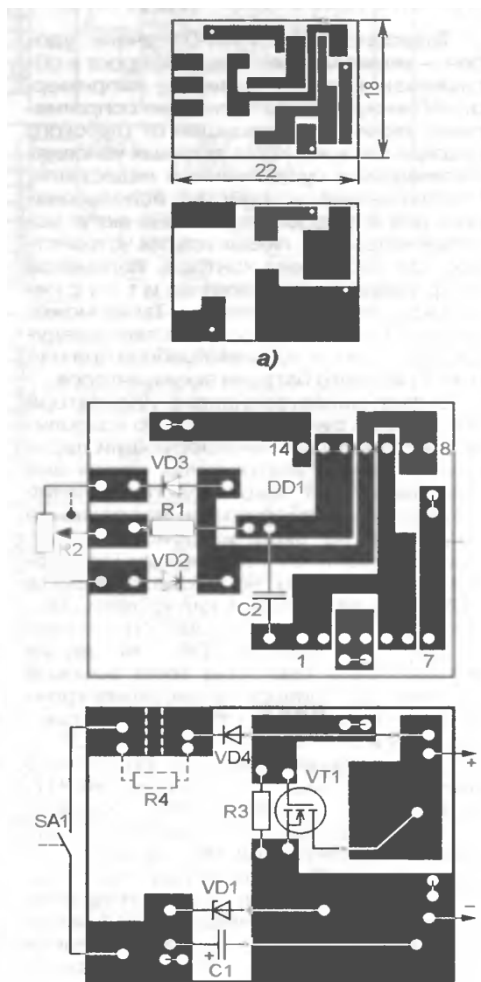 18
22
а)
14
8
VD3
DD1
R1
R2
VD2
C2
1
7
VD4
+
R4
VT1
R3
SA1
VD1
–
+
C1